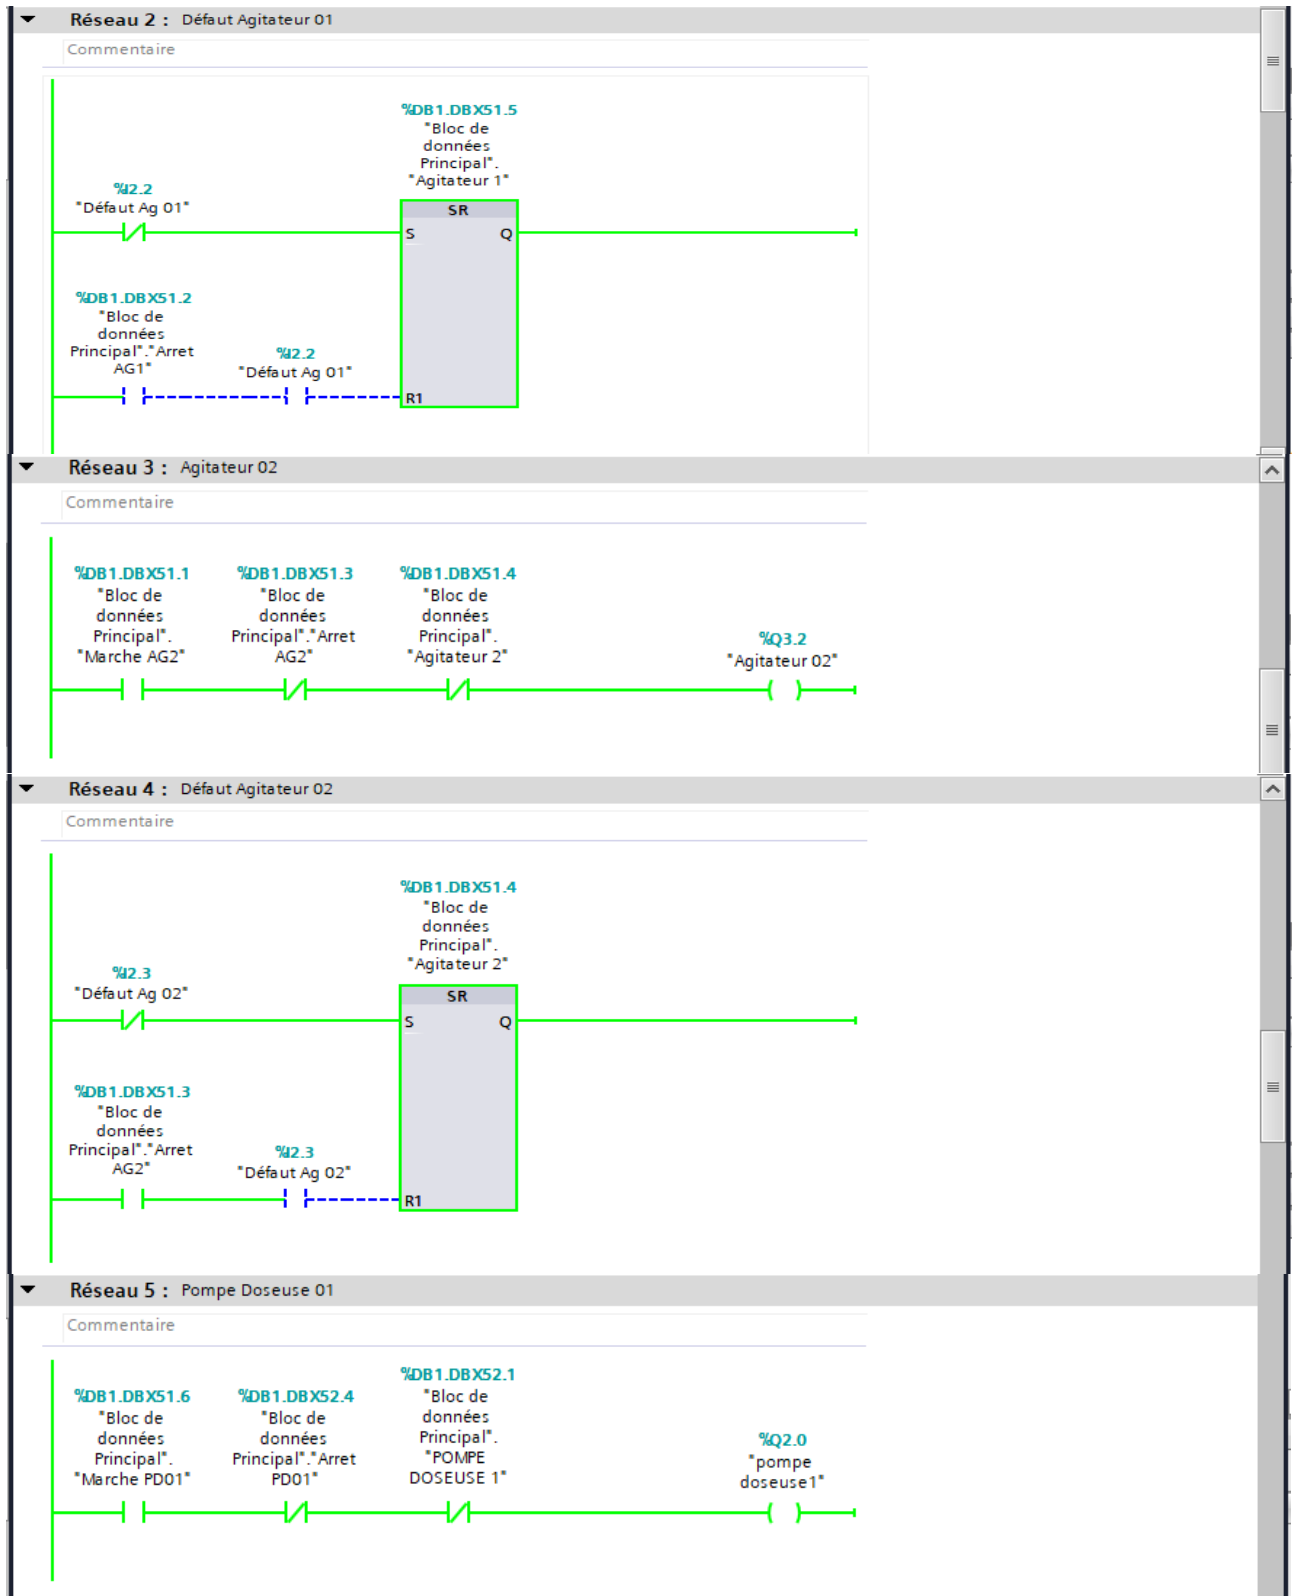 Réseau 2 : Défaut Agitateur 01
Commentaire
%DB1.DBX51.5
"Bloc de
données
Principal".
"Agitateur 1"
%I2.2
"Défaut Ag 01"
SR
S Q
%DB1.DBX51.2
"Bloc de
données
Principal"."Arret
AG1"
%I2.2
"Défaut Ag 01"
R1
Réseau 3 : Agitateur 02
Commentaire
%DB1.DBX51.1
"Bloc de
données
Principal".
"Marche AG2"
%DB1.DBX51.3
"Bloc de
données
Principal"."Arret
AG2"
%DB1.DBX51.4
"Bloc de
données
Principal".
"Agitateur 2"
%Q3.2
"Agitateur 02"
Réseau 4 : Défaut Agitateur 02
Commentaire
%DB1.DBX51.4
"Bloc de
données
Principal".
"Agitateur 2"
%I2.3
"Défaut Ag 02"
SR
S Q
%DB1.DBX51.3
"Bloc de
données
Principal"."Arret
AG2"
%I2.3
"Défaut Ag 02"
R1
Réseau 5 : Pompe Doseuse 01
Commentaire
%DB1.DBX51.6
"Bloc de
données
Principal".
"Marche PD01"
%DB1.DBX52.4
"Bloc de
données
Principal"."Arret
PD01"
%DB1.DBX52.1
"Bloc de
données
Principal".
"POMPE
DOSEUSE 1"
%Q2.0
"pompe
doseuse1"